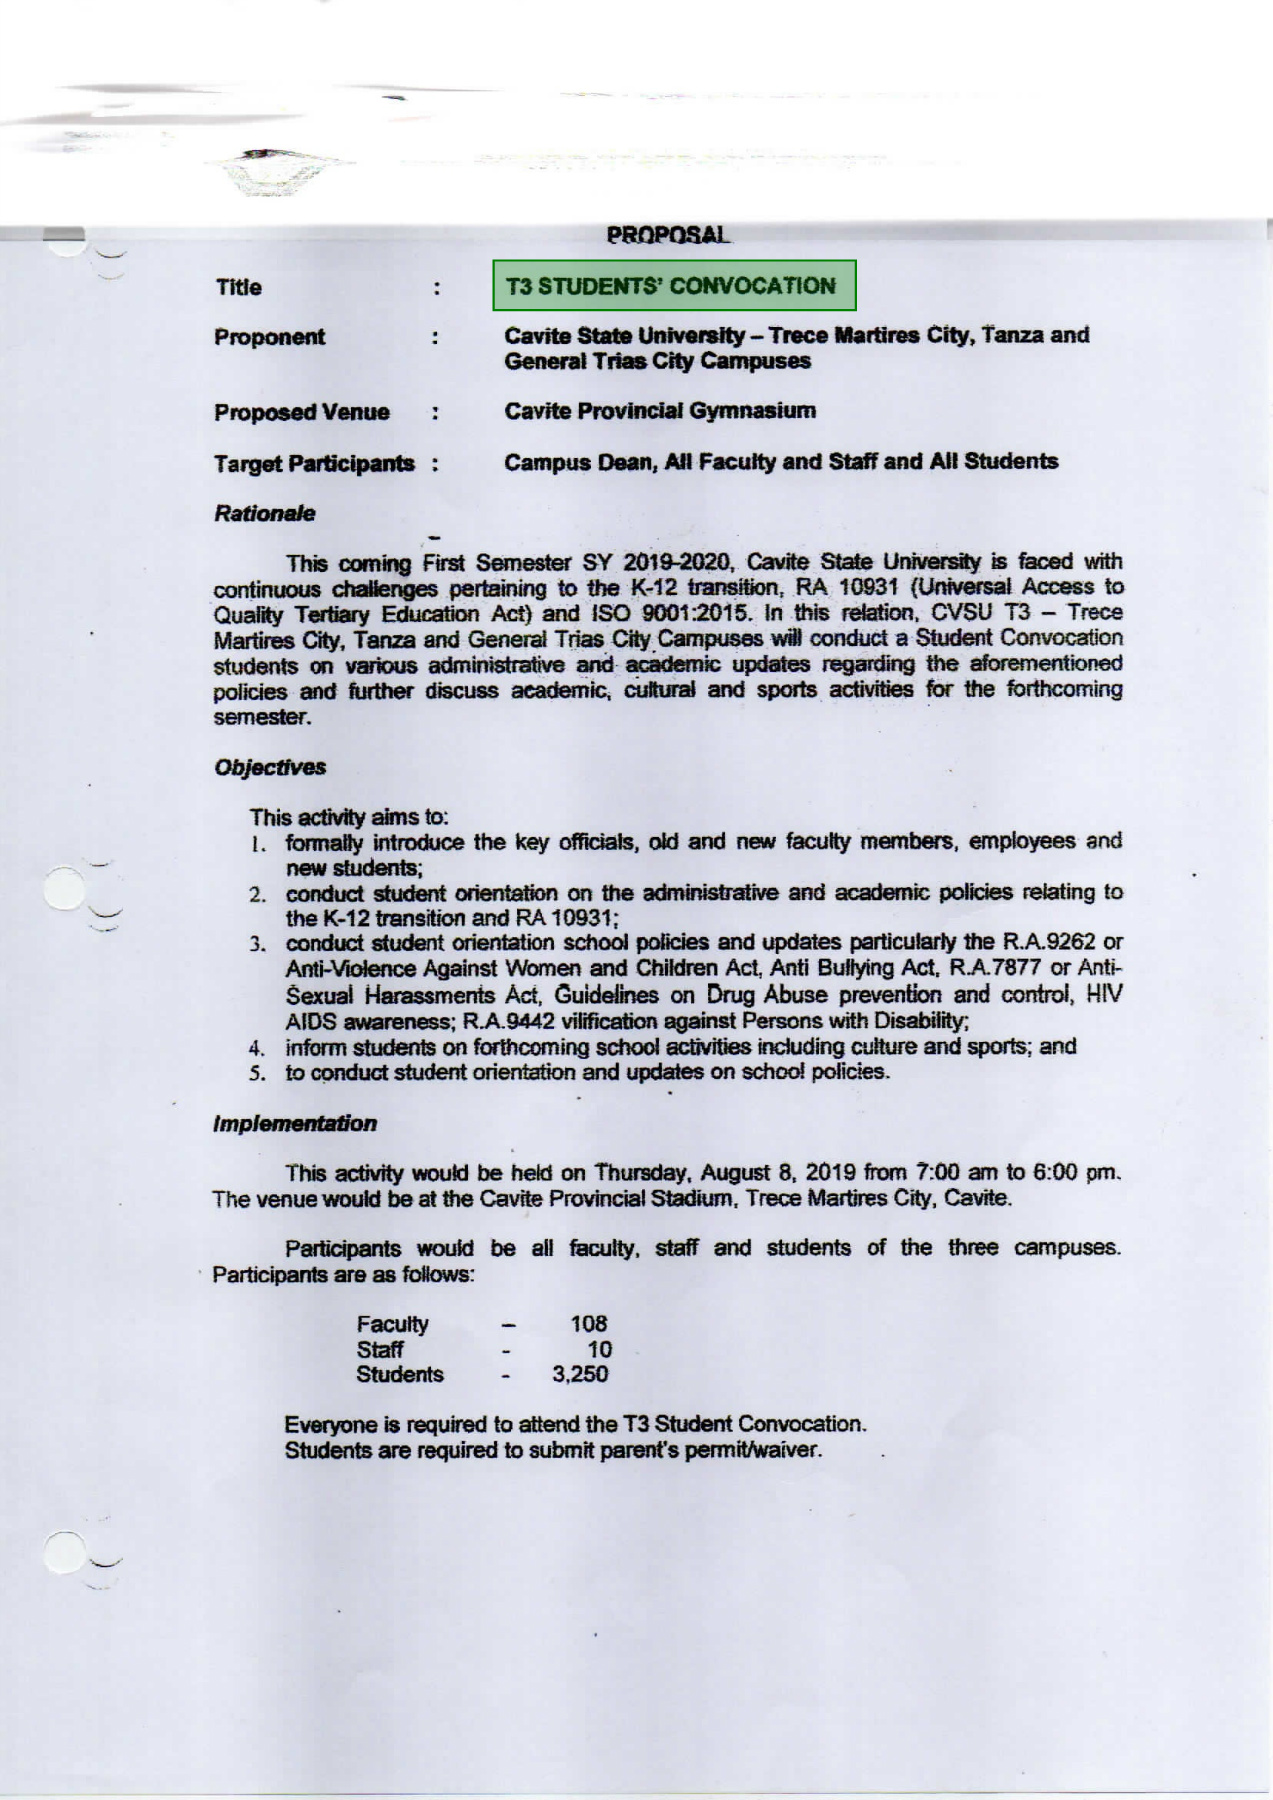 PROPOSAL
Title : T3 STUDENTS' CONVOCATION
Proponent : Cavite State University – Trece Martires City, Tanza and
General Trias City Campuses
Proposed Venue : Cavite Provincial Gymnasium
Target Participants : Campus Dean, All Faculty and Staff and All Students
Rationale
This coming First Semester SY 2019-2020, Cavite State University is faced with
continuous challenges pertaining to the K-12 transition, RA 10931 (Universal Access to
Quality Tertiary Education Act) and ISO 9001:2015. In this relation, CVSU T3 – Trece
Martires City, Tanza and General Trias City Campuses will conduct a Student Convocation
students on various administrative and academic updates regarding the aforementioned
policies and further discuss academic, cultural and sports activities for the forthcoming
semester.
Objectives
This activity aims to:
1. formally introduce the key officials, old and new faculty members, employees and
new students;
2. conduct student orientation on the administrative and academic policies relating to
the K-12 transition and RA 10931;
3. conduct student orientation school policies and updates particularly the R.A.9262 or
Anti-Violence Against Women and Children Act, Anti Bullying Act, R.A.7877 or Anti-
Sexual Harassments Act, Guidelines on Drug Abuse prevention and control, HIV
AIDS awareness; R.A.9442 vilification against Persons with Disability;
4. inform students on forthcoming school activities including culture and sports; and
5. to conduct student orientation and updates on school policies.
Implementation
This activity would be held on Thursday, August 8, 2019 from 7:00 am to 6:00 pm.
The venue would be at the Cavite Provincial Stadium, Trece Martires City, Cavite.
Participants would be all faculty, staff and students of the three campuses.
Participants are as follows:
Faculty – 108
Staff - 10
Students - 3,250
Everyone is required to attend the T3 Student Convocation.
Students are required to submit parent's permit/waiver.